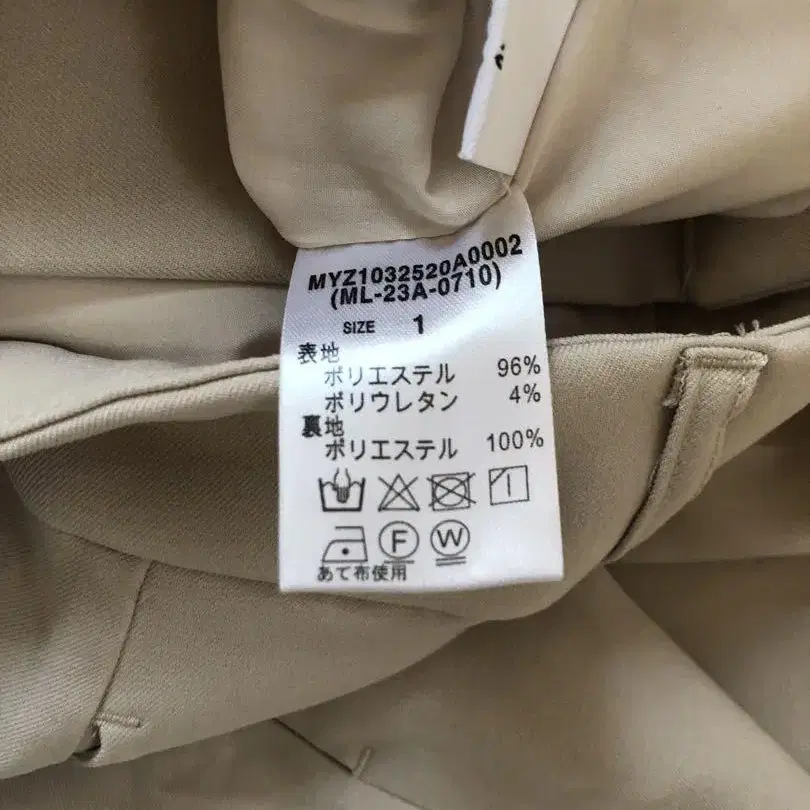 MYZ1032520A0002
(ML-23A-0710)
SIZE 1
表地
ポリエステル 96%
ポリウレタン 4%
裏地
ポリエステル 100%
F W
あて布使用